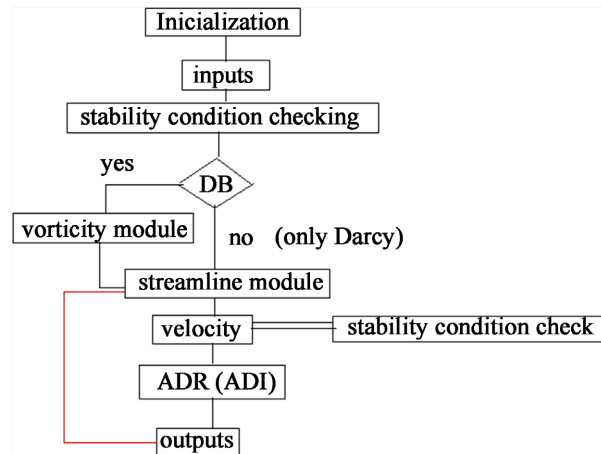 Inicialization
inputs
stability condition checking
yes
DB
vorticity module
no (only Darcy)
streamline module
velocity
stability condition check
ADR (ADI)
outputs